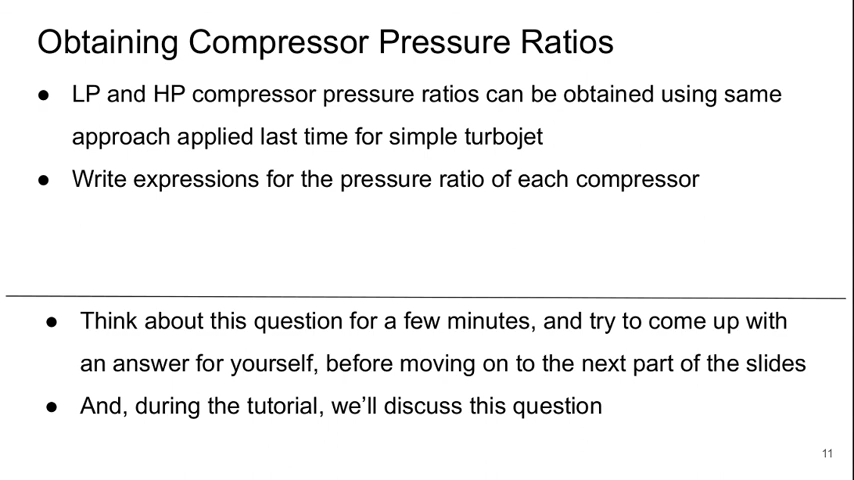 Obtaining Compressor Pressure Ratios
● LP and HP compressor pressure ratios can be obtained using same
approach applied last time for simple turbojet
● Write expressions for the pressure ratio of each compressor
● Think about this question for a few minutes, and try to come up with
an answer for yourself, before moving on to the next part of the slides
● And, during the tutorial, we’ll discuss this question
11